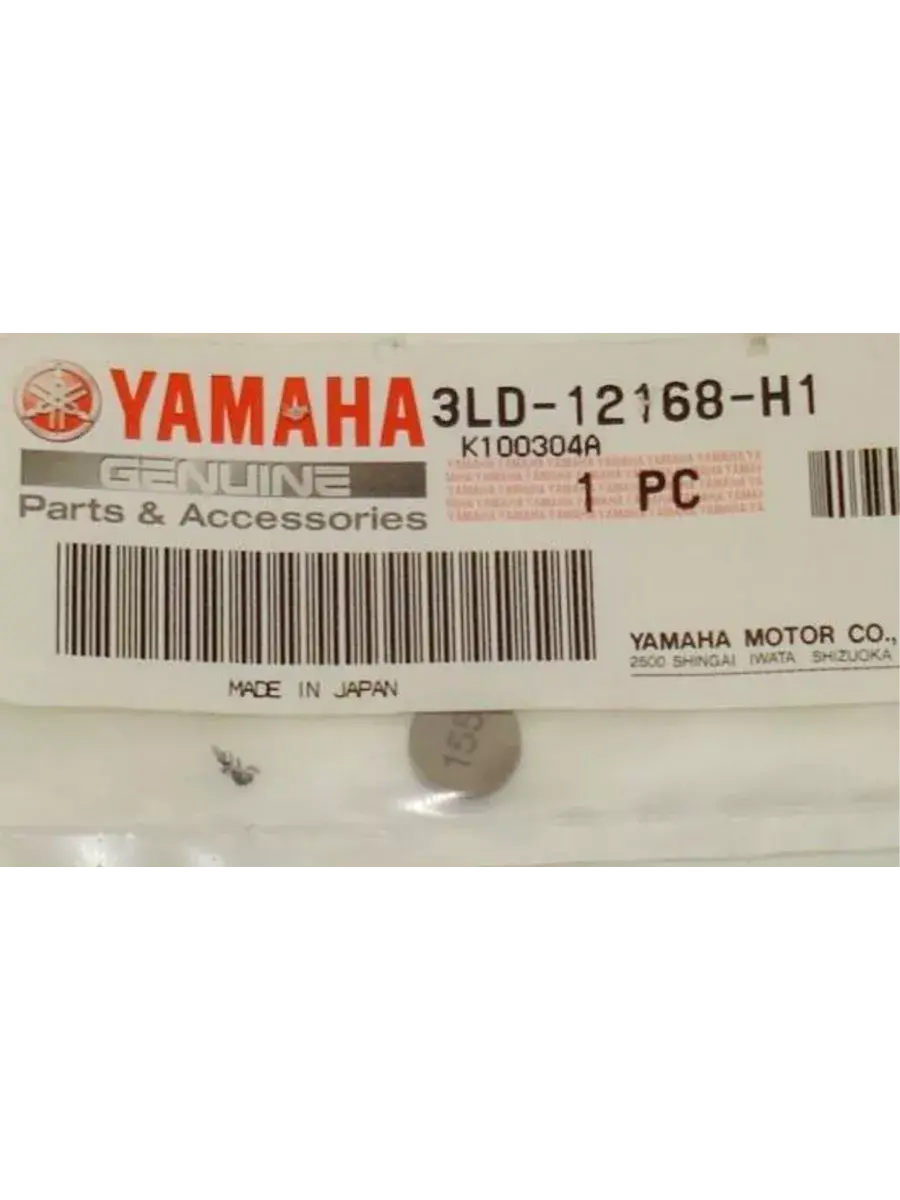 YAMAHA 3LD-12168-H1
K100304A
GENUINE
1 PC
Parts & Accessories
YAMAHA MOTOR CO.,
2500 SHINGAI IWATA SHIZUOKA
MADE IN JAPAN
155